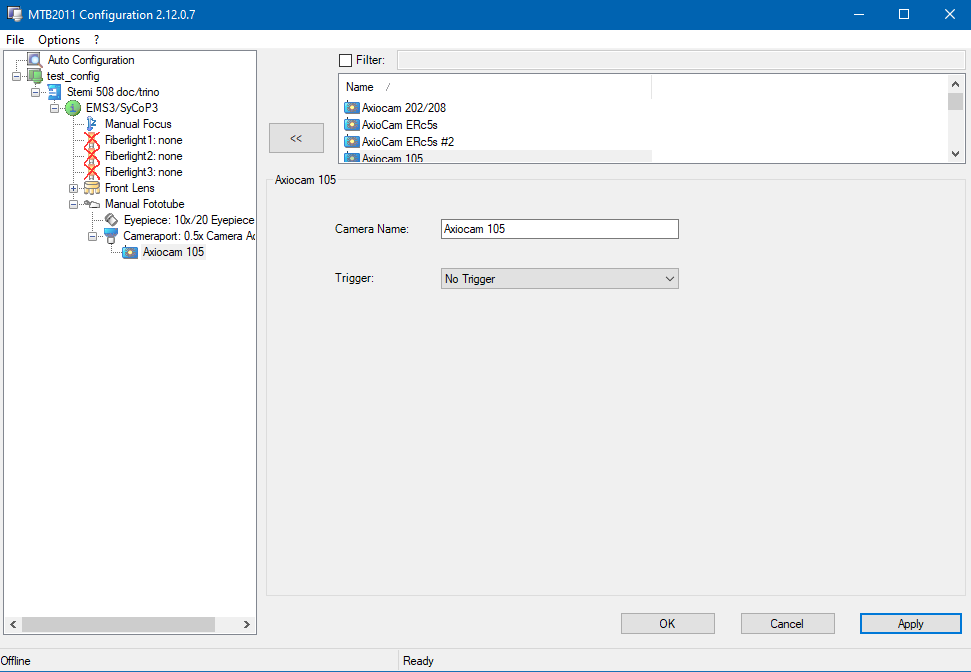 MTB2011 Configuration 2.12.0.7
File Options ?
Auto Configuration
test_config
Stemi 508 doc/trino
EMS3/SyCoP3
Manual Focus
Fiberlight1: none
Fiberlight2: none
Fiberlight3: none
Front Lens
Manual Fototube
Eyepiece: 10x/20 Eyepiece
Cameraport: 0.5x Camera Ac
Axiocam 105
Filter:
Name
Axiocam 202/208
AxioCam ERc5s
AxioCam ERc5s #2
Axiocam 105
<<
Axiocam 105
Camera Name: Axiocam 105
Trigger: No Trigger
OK Cancel Apply
Offline Ready